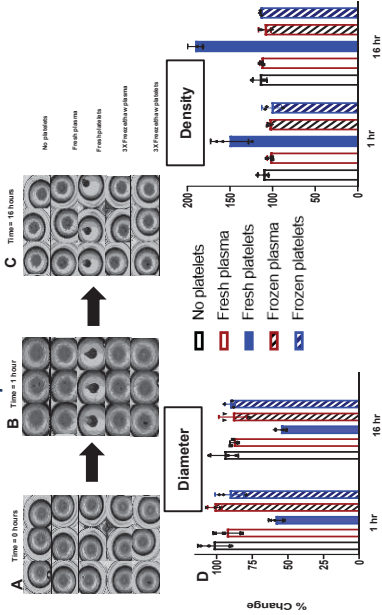 A
Time = 0 hours
B
Time = 1 hour
C
Time = 16 hours
No platelets
Fresh plasma
Fresh platelets
3X Freeze/thaw plasma
3X Freeze/thaw platelets
D
Diameter
% Change
100
75
50
25
0
1 hr
16 hr
No platelets
Fresh plasma
Fresh platelets
Frozen plasma
Frozen platelets
Density
200
150
100
50
0
1 hr
16 hr